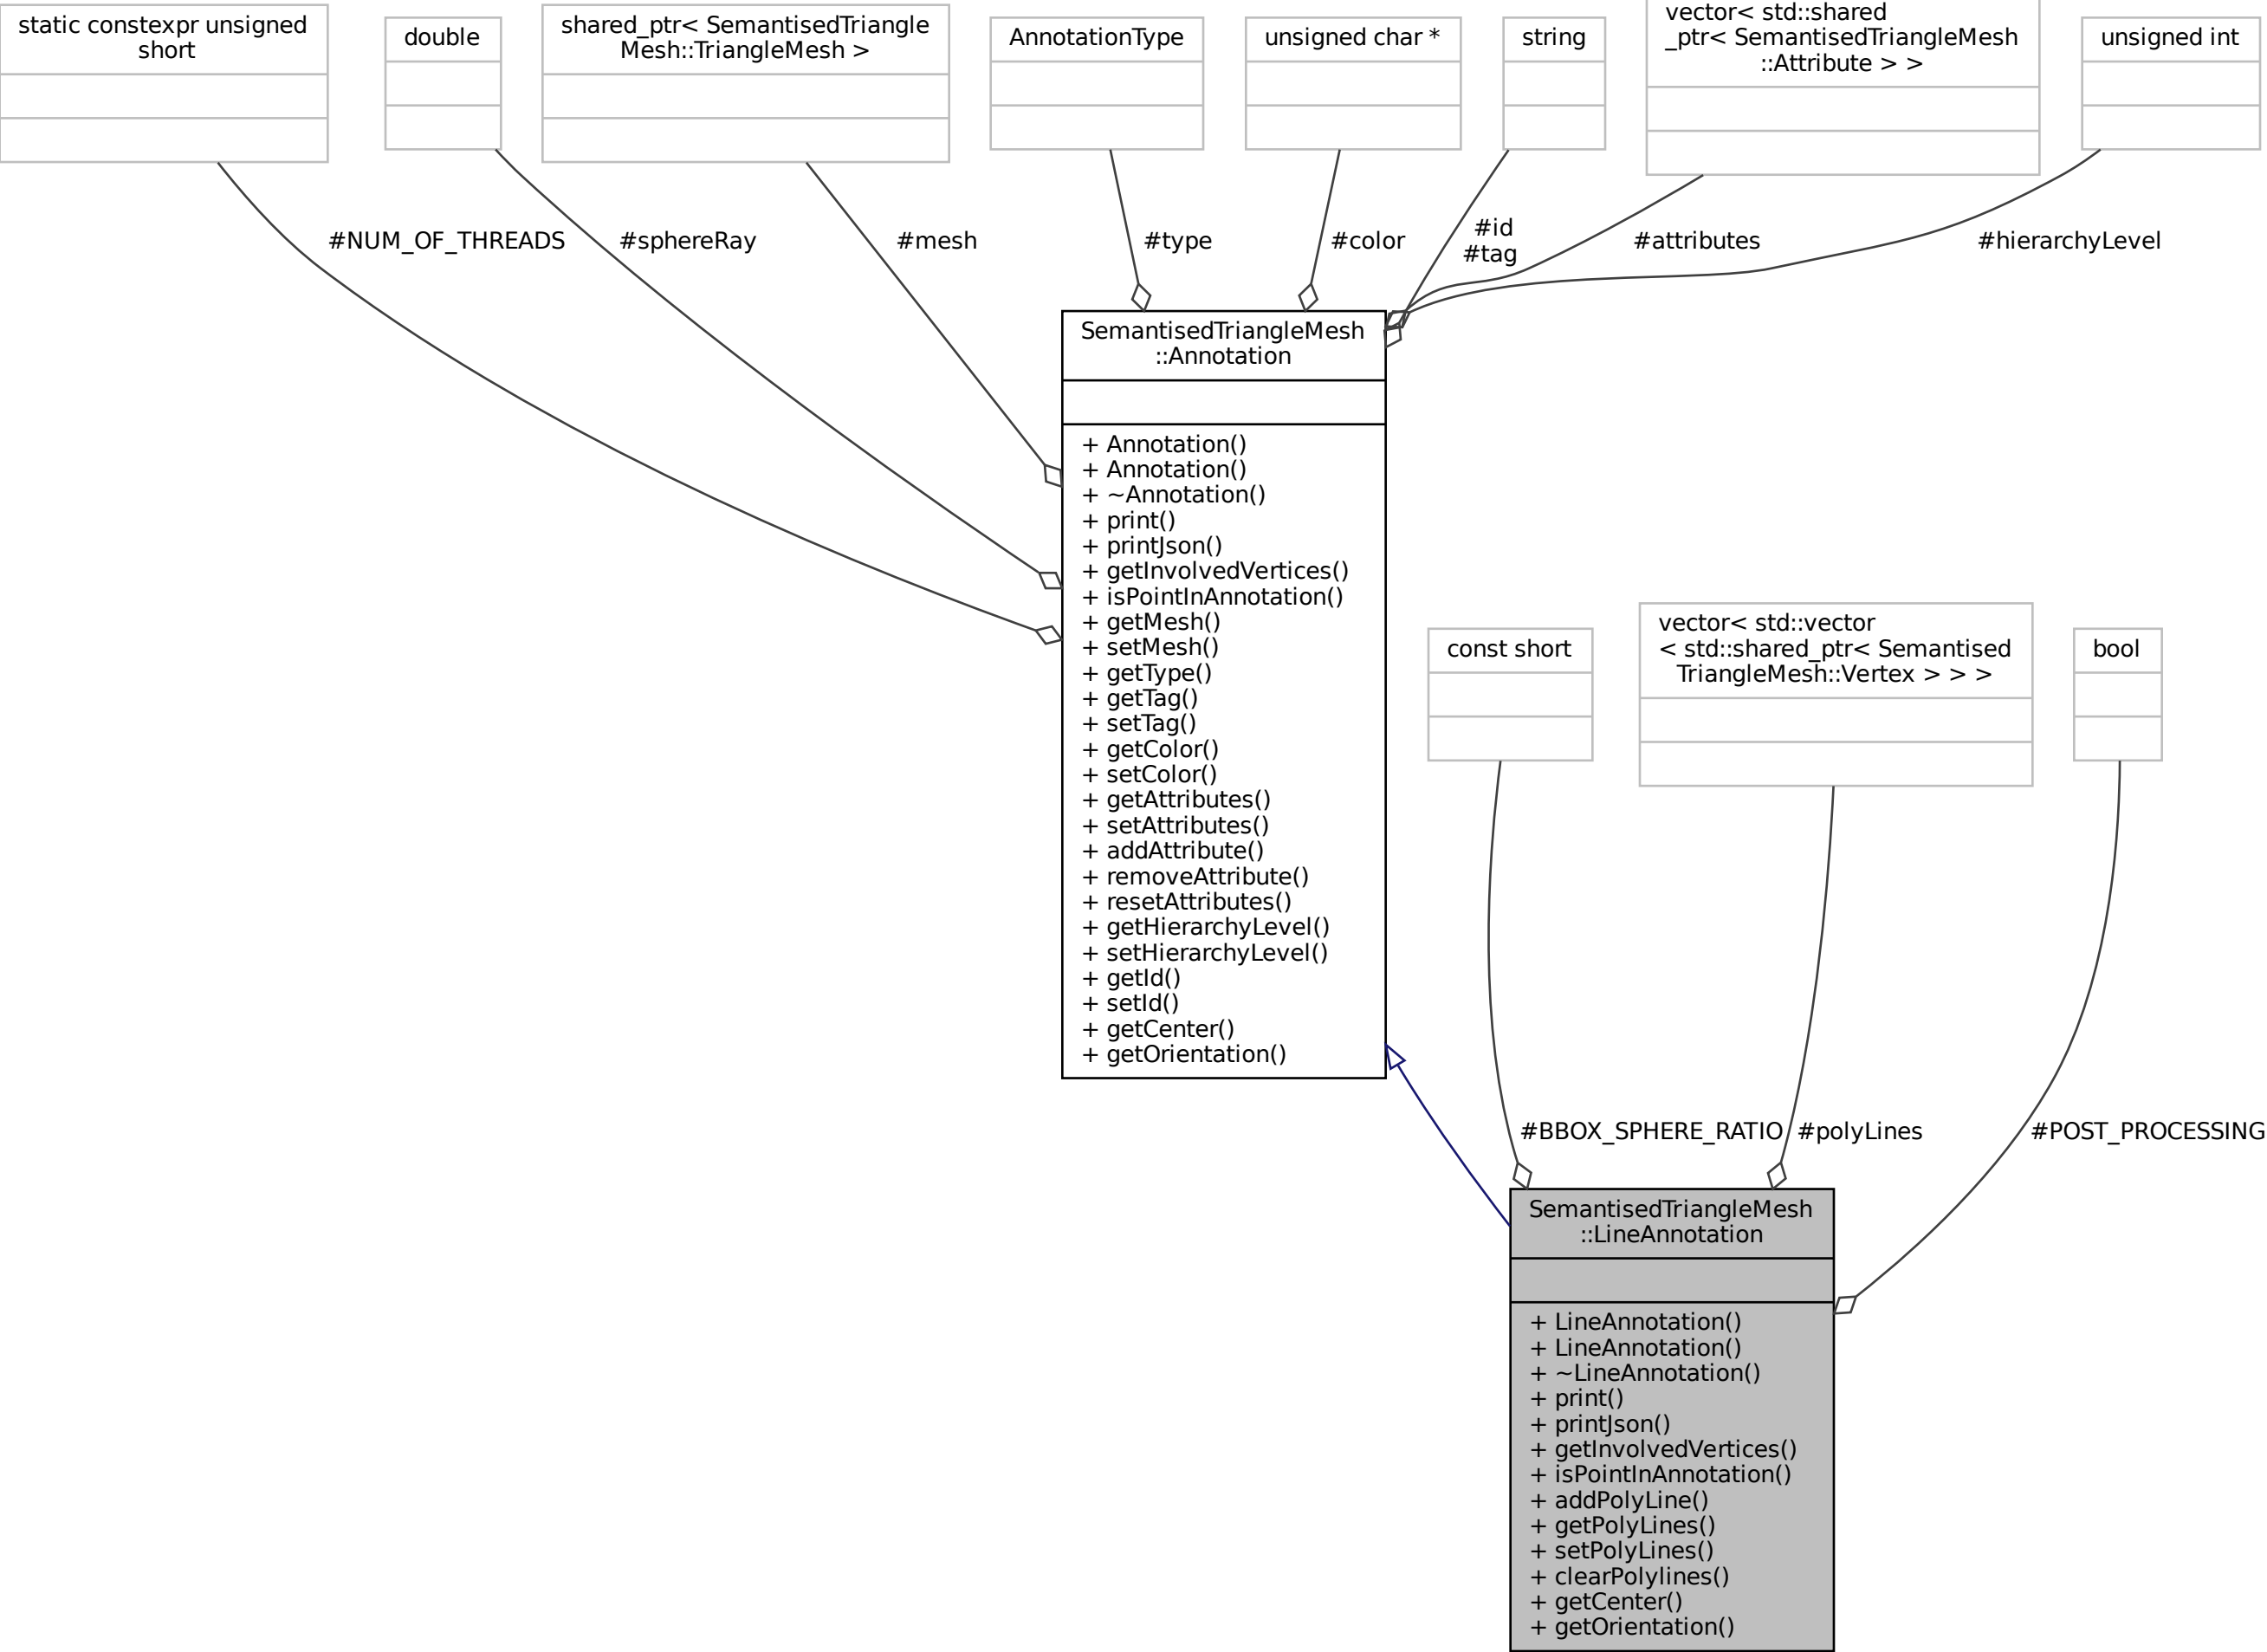 static constexpr unsigned
short
double
shared_ptr< SemantisedTriangle
Mesh::TriangleMesh >
AnnotationType
unsigned char *
string
vector< std::shared
_ptr< SemantisedTriangleMesh
::Attribute > >
unsigned int
#NUM_OF_THREADS
#sphereRay
#mesh
#type
#color
#id
#tag
#attributes
#hierarchyLevel
SemantisedTriangleMesh
::Annotation
+ Annotation()
+ Annotation()
+ ~Annotation()
+ print()
+ printJson()
+ getInvolvedVertices()
+ isPointInAnnotation()
+ getMesh()
+ setMesh()
+ getType()
+ getTag()
+ setTag()
+ getColor()
+ setColor()
+ getAttributes()
+ setAttributes()
+ addAttribute()
+ removeAttribute()
+ resetAttributes()
+ getHierarchyLevel()
+ setHierarchyLevel()
+ getId()
+ setId()
+ getCenter()
+ getOrientation()
const short
vector< std::vector
< std::shared_ptr< Semantised
TriangleMesh::Vertex > > >
bool
#BBOX_SPHERE_RATIO
#polyLines
#POST_PROCESSING
SemantisedTriangleMesh
::LineAnnotation
+ LineAnnotation()
+ LineAnnotation()
+ ~LineAnnotation()
+ print()
+ printJson()
+ getInvolvedVertices()
+ isPointInAnnotation()
+ addPolyLine()
+ getPolyLines()
+ setPolyLines()
+ clearPolylines()
+ getCenter()
+ getOrientation()